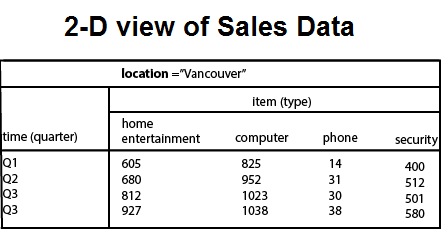 2-D view of Sales Data
location ="Vancouver"
item (type)
time (quarter) home entertainment computer phone security
Q1 605 825 14 400
Q2 680 952 31 512
Q3 812 1023 30 501
Q3 927 1038 38 580